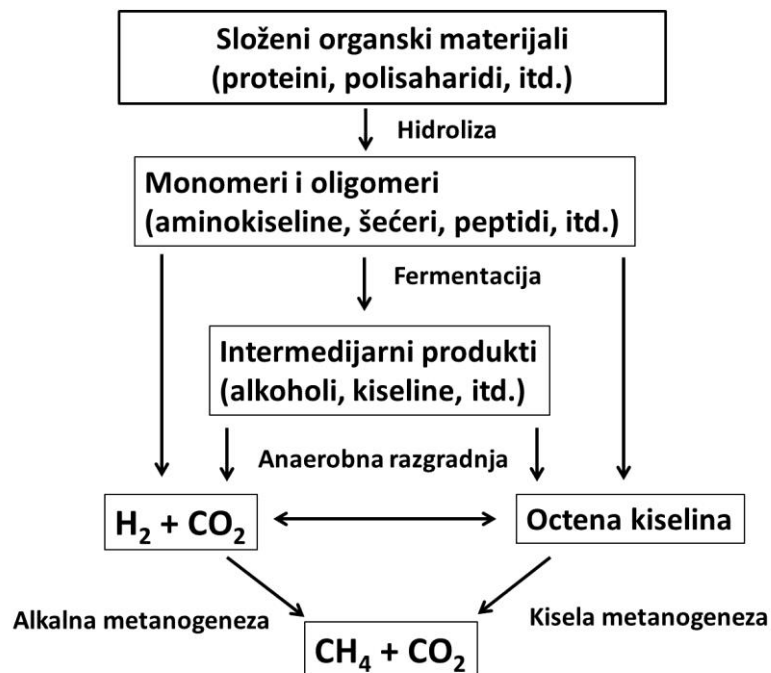 Složeni organski materijali
(proteini, polisaharidi, itd.)
Hidroliza
Monomeri i oligomeri
(aminokiseline, šećeri, peptidi, itd.)
Fermentacija
Intermedijarni produkti
(alkoholi, kiseline, itd.)
Anaerobna razgradnja
H₂ + CO₂
Octena kiselina
Alkalna metanogeneza
Kisela metanogeneza
CH₄ + CO₂